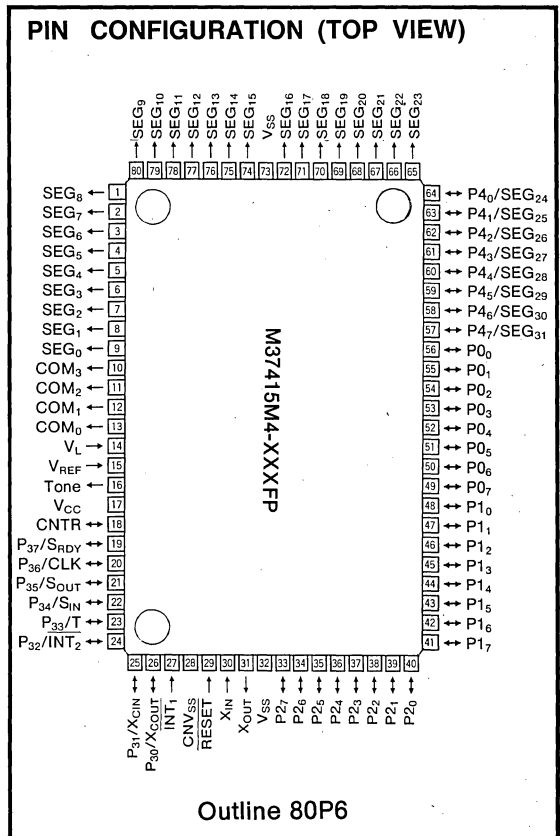 PIN CONFIGURATION (TOP VIEW)
SEG9
SEG10
SEG11
SEG12
SEG13
SEG14
SEG15
VSS
SEG16
SEG17
SEG18
SEG19
SEG20
SEG21
SEG22
SEG23
80 79 78 77 76 75 74 73 72 71 70 69 68 67 66 65
SEG8 ← 1
SEG7 ← 2
SEG6 ← 3
SEG5 ← 4
SEG4 ← 5
SEG3 ← 6
SEG2 ← 7
SEG1 ← 8
SEG0 ← 9
COM3 ← 10
COM2 ← 11
COM1 ← 12
COM0 ← 13
VL → 14
VREF → 15
Tone ← 16
VCC 17
CNTR ↔ 18
P37/SRDY ↔ 19
P36/CLK ↔ 20
P35/SOUT ↔ 21
P34/SIN ↔ 22
P33/T ↔ 23
P32/INT2 ↔ 24
M37415M4-XXXFP
64 ↔ P40/SEG24
63 ↔ P41/SEG25
62 ↔ P42/SEG26
61 ↔ P43/SEG27
60 ↔ P44/SEG28
59 ↔ P45/SEG29
58 ↔ P46/SEG30
57 ↔ P47/SEG31
56 ↔ P00
55 ↔ P01
54 ↔ P02
53 ↔ P03
52 ↔ P04
51 ↔ P05
50 ↔ P06
49 ↔ P07
48 ↔ P10
47 ↔ P11
46 ↔ P12
45 ↔ P13
44 ↔ P14
43 ↔ P15
42 ↔ P16
41 ↔ P17
25 26 27 28 29 30 31 32 33 34 35 36 37 38 39 40
P31/XCIN
P30/XCOUT
INT1
CNVSS
RESET
XIN
XOUT
VSS
P27
P26
P25
P24
P23
P22
P21
P20
Outline 80P6